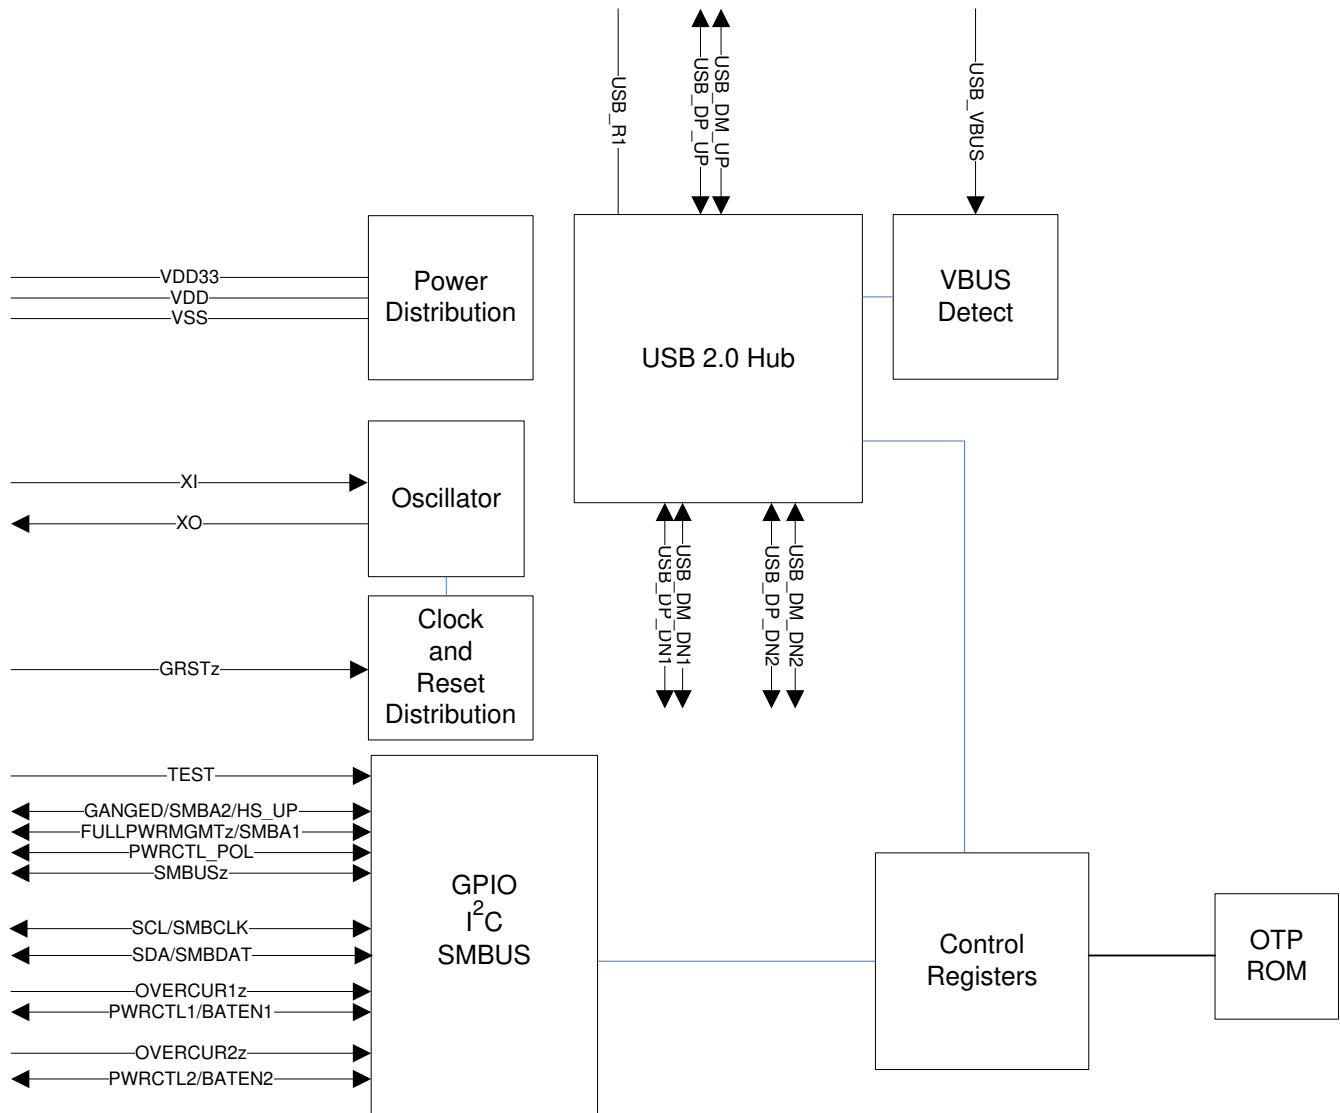 USB_R1
USB_DP_UP
USB_DM_UP
USB_VBUS
VDD33
VDD
VSS
Power
Distribution
USB 2.0 Hub
VBUS
Detect
XI
XO
Oscillator
USB_DP_DN1
USB_DM_DN1
USB_DP_DN2
USB_DM_DN2
GRSTz
Clock
and
Reset
Distribution
TEST
GANGED/SMBA2/HS_UP
FULLPWRMGMTz/SMBA1
PWRCTL_POL
SMBUSz
SCL/SMBCLK
SDA/SMBDAT
OVERCUR1z
PWRCTL1/BATEN1
OVERCUR2z
PWRCTL2/BATEN2
GPIO
I²C
SMBUS
Control
Registers
OTP
ROM